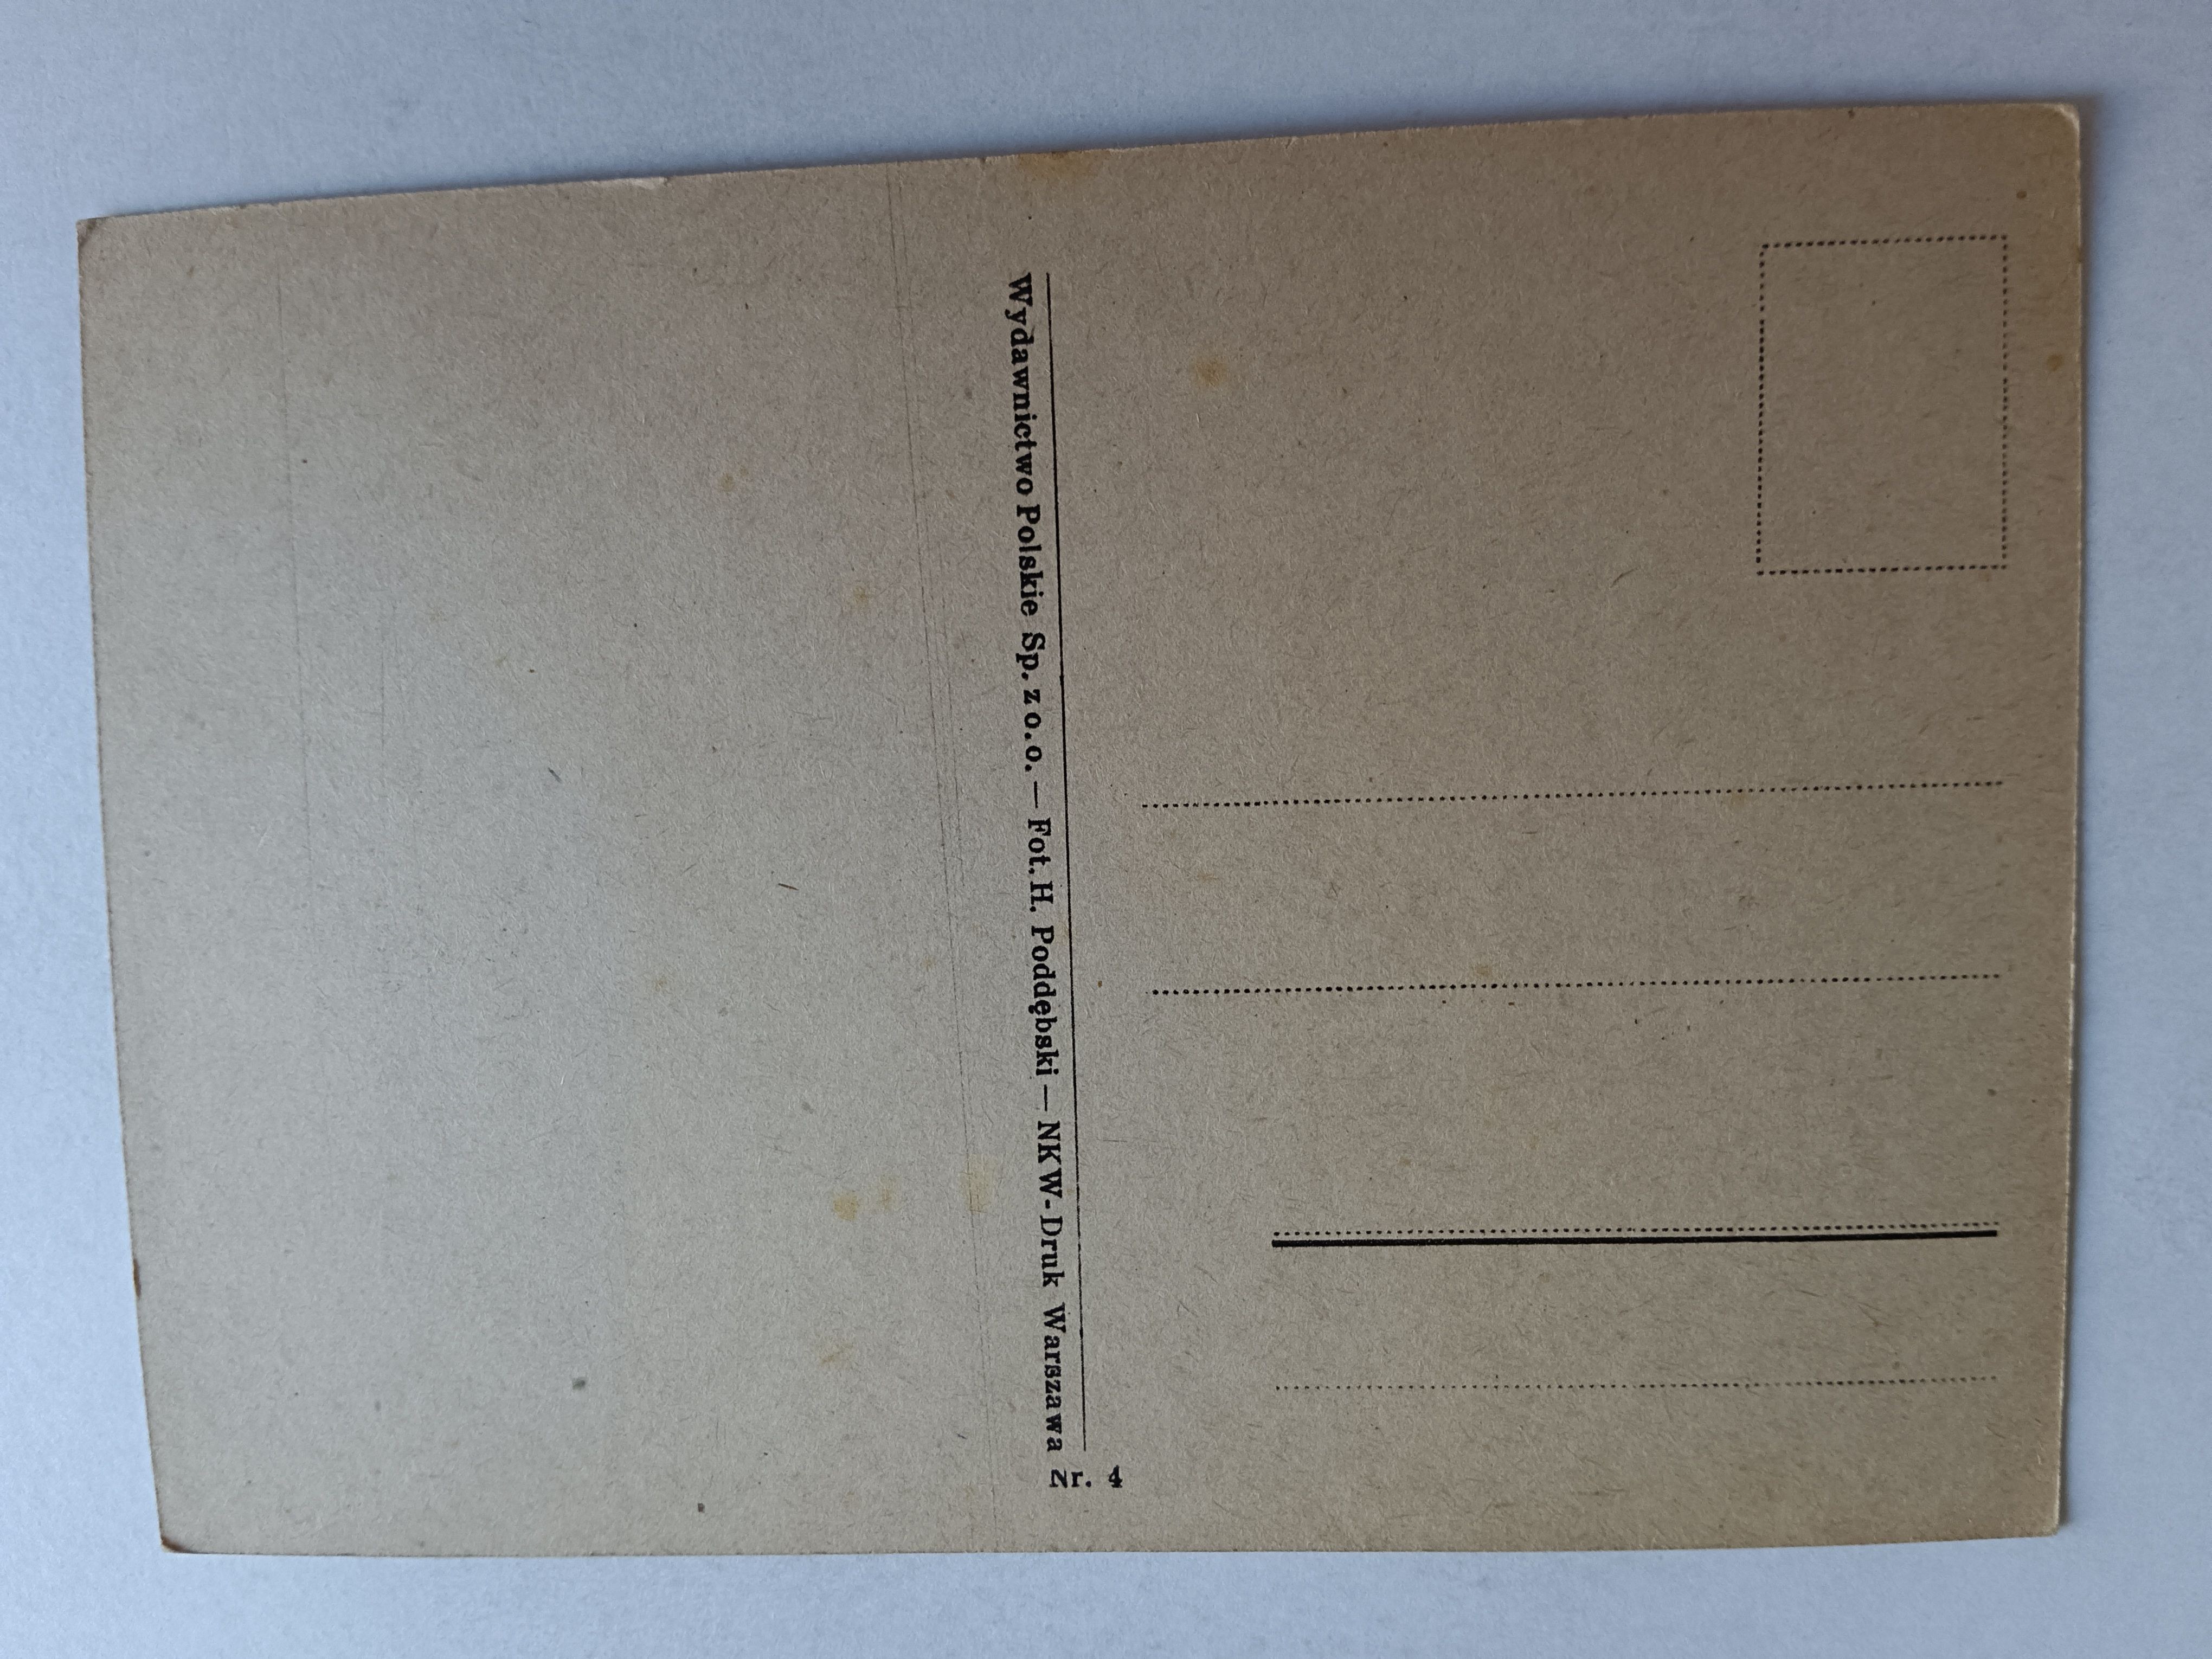 Wydawnictwo Polskie Sp. z o. o. — Fot. H. Poddębski — NKW-Druk Warszawa
Nr. 4